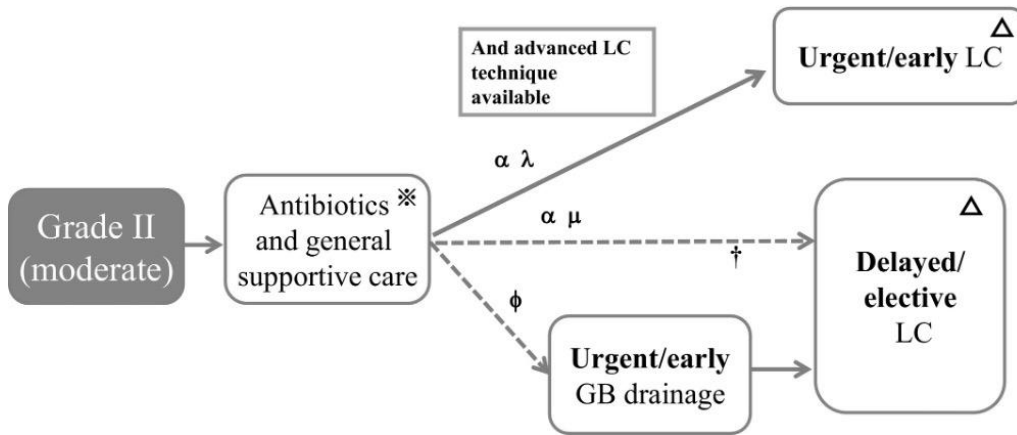 And advanced LC
technique
available
△
Urgent/early LC
α λ
Grade II
(moderate)
Antibiotics ※
and general
supportive care
α μ
†
△
Delayed/
elective
LC
ϕ
Urgent/early
GB drainage